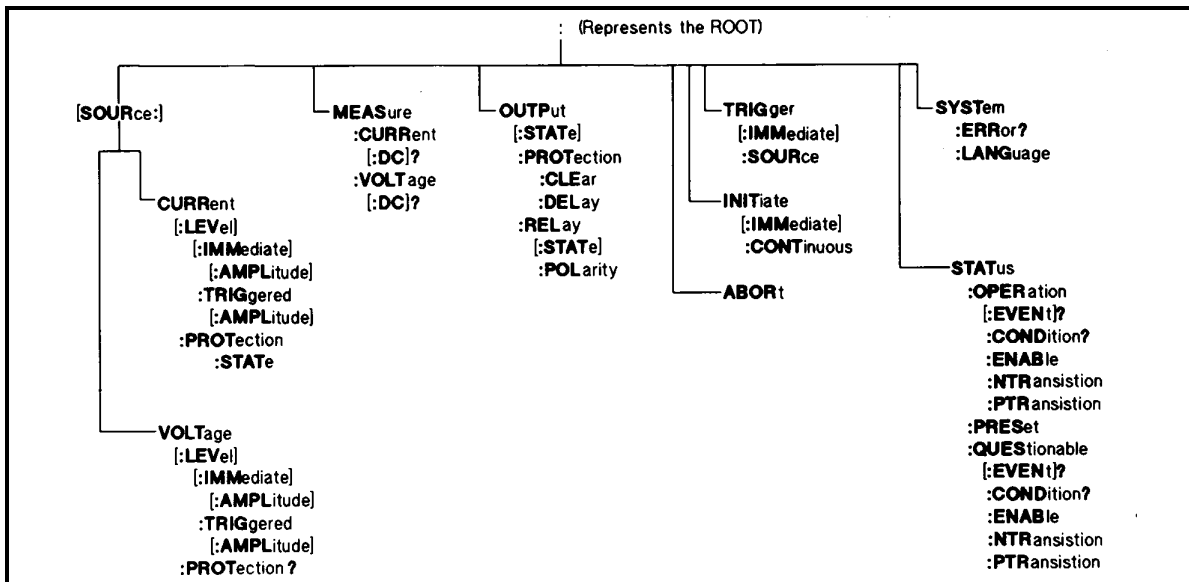 : (Represents the ROOT)
[SOURce:]
CURRent
[:LEVel]
[:IMMediate]
[:AMPLitude]
:TRIGgered
[:AMPLitude]
:PROTection
:STATe
VOLTage
[:LEVel]
[:IMMediate]
[:AMPLitude]
:TRIGgered
[:AMPLitude]
:PROTection?
MEASure
:CURRent
[:DC]?
:VOLTage
[:DC]?
OUTPut
[:STATe]
:PROTection
:CLEar
:DELay
:RELay
[:STATe]
:POLarity
TRIGger
[:IMMediate]
:SOURce
INITiate
[:IMMediate]
:CONTinuous
ABORt
SYSTem
:ERRor?
:LANGuage
STATus
:OPERation
[:EVENt]?
:CONDition?
:ENABle
:NTRansistion
:PTRansistion
:PRESet
:QUEStionable
[:EVENt]?
:CONDition?
:ENABle
:NTRansistion
:PTRansistion